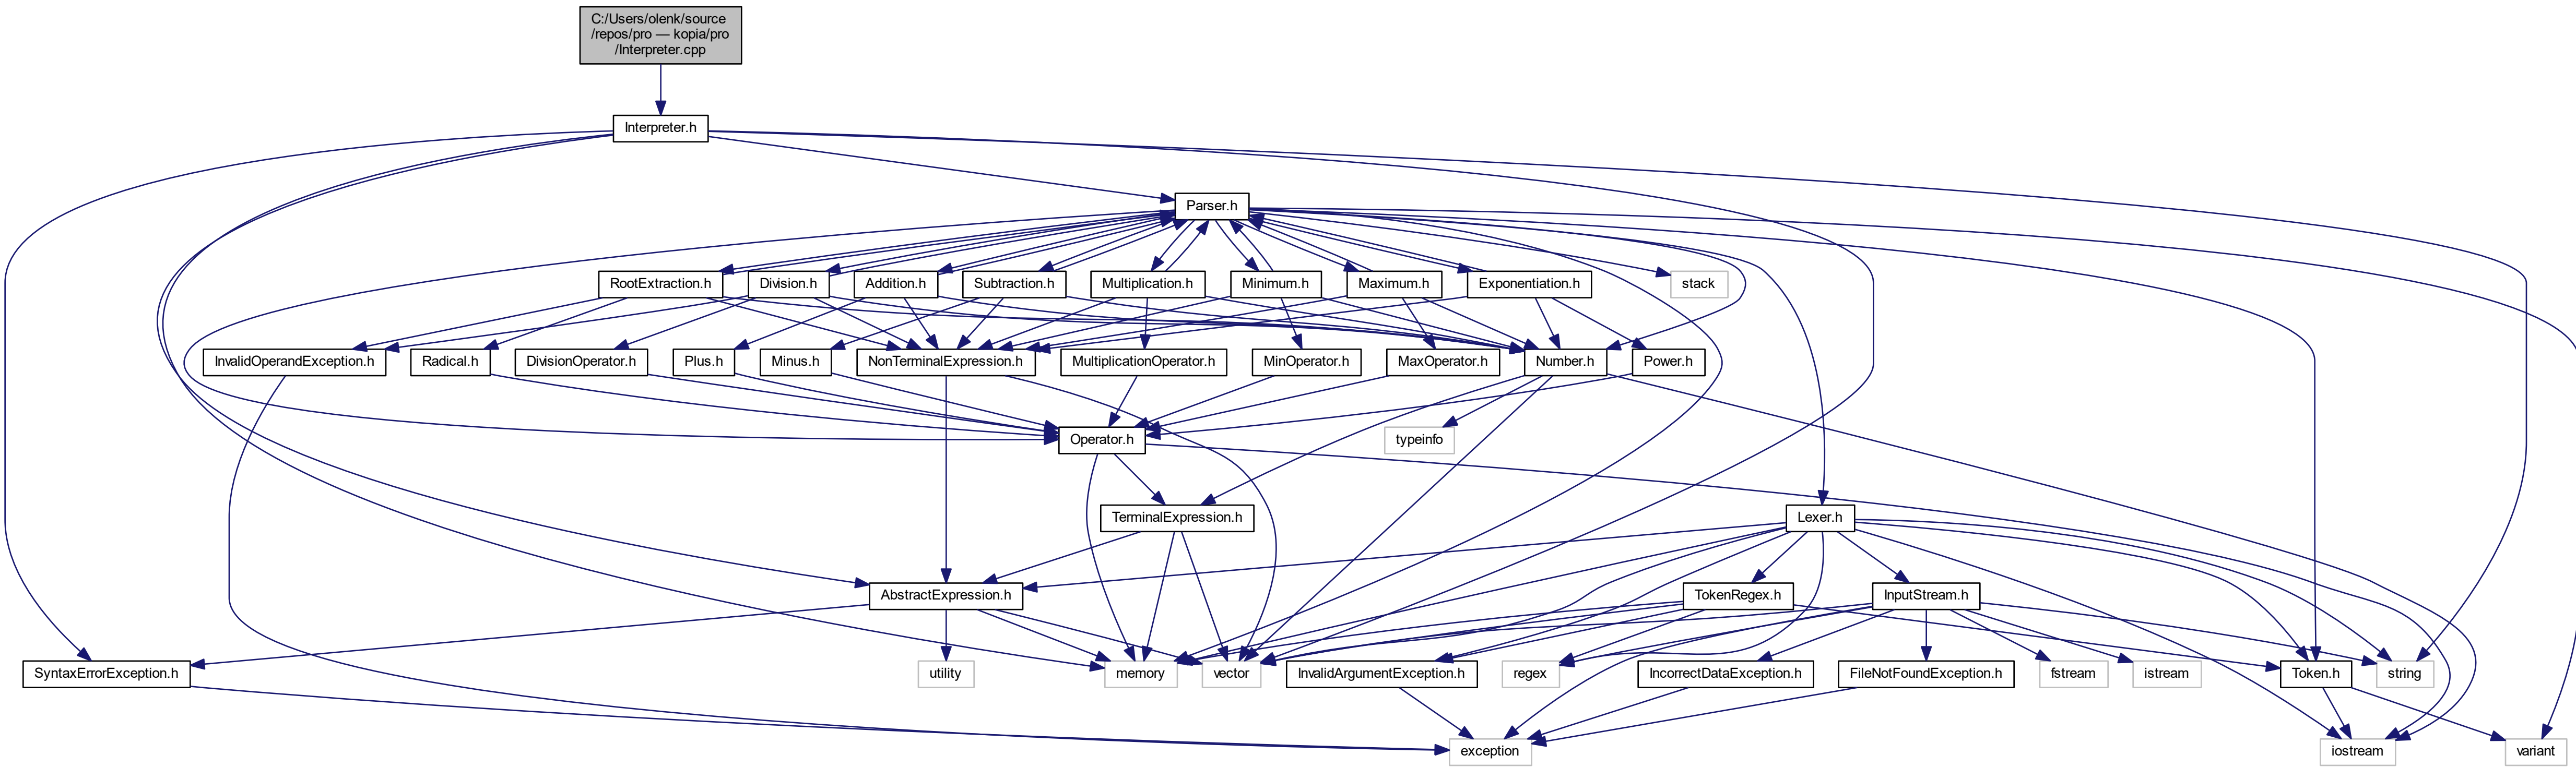 C:/Users/olenk/source
/repos/pro — kopia/pro
/Interpreter.cpp
Interpreter.h
Parser.h
RootExtraction.h
Division.h
Addition.h
Subtraction.h
Multiplication.h
Minimum.h
Maximum.h
Exponentiation.h
stack
InvalidOperandException.h
Radical.h
DivisionOperator.h
Plus.h
Minus.h
NonTerminalExpression.h
MultiplicationOperator.h
MinOperator.h
MaxOperator.h
Number.h
Power.h
Operator.h
typeinfo
TerminalExpression.h
Lexer.h
AbstractExpression.h
TokenRegex.h
InputStream.h
SyntaxErrorException.h
utility
memory
vector
InvalidArgumentException.h
regex
IncorrectDataException.h
FileNotFoundException.h
fstream
istream
Token.h
string
exception
iostream
variant